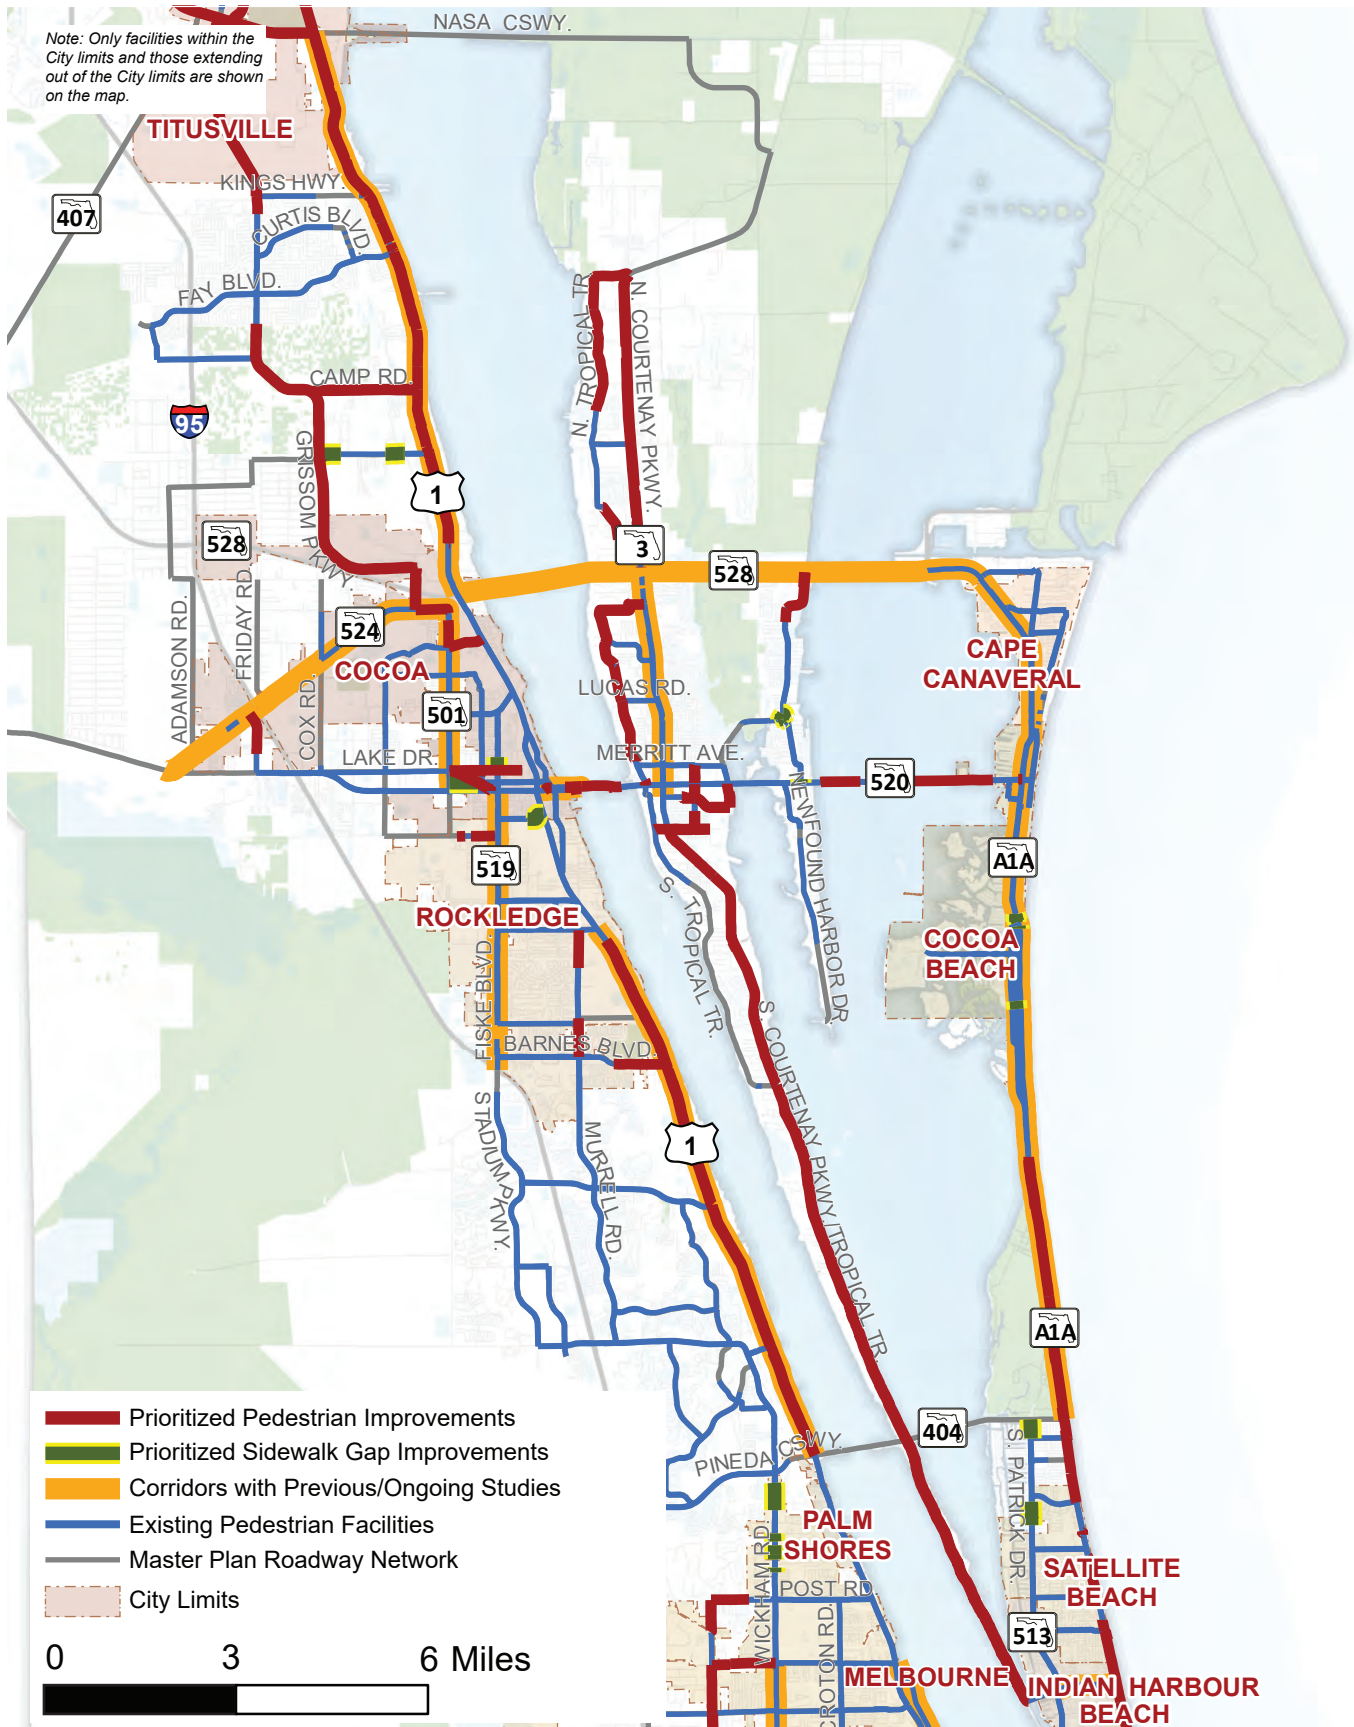 NASA CSWY.
Note: Only facilities within the
City limits and those extending
out of the City limits are shown
on the map.
TITUSVILLE
KINGS HWY.
407
CURTIS BLVD.
FAY BLVD.
N. TROPICAL TR.
N. COURTENAY PKWY.
CAMP RD.
95
GRISSOM PKWY.
1
528
3
528
ADAMSON RD.
FRIDAY RD.
524
COCOA
CAPE
CANAVERAL
LUCAS RD.
COX RD.
501
LAKE DR.
MERRITT AVE.
520
NEWFOUND HARBOR DR.
519
A1A
S. TROPICAL TR.
ROCKLEDGE
COCOA
BEACH
FISKE BLVD.
BARNES BLVD.
S. COURTENAY PKWY./TROPICAL TR.
STADIUM PKWY.
MURRELL RD.
1
A1A
Prioritized Pedestrian Improvements
Prioritized Sidewalk Gap Improvements
Corridors with Previous/Ongoing Studies
Existing Pedestrian Facilities
Master Plan Roadway Network
City Limits
0 3 6 Miles
404
PINEDA CSWY.
S. PATRICK DR.
PALM
SHORES
WICKHAM RD.
POST RD.
CROTON RD.
SATELLITE
BEACH
513
MELBOURNE
INDIAN HARBOUR
BEACH